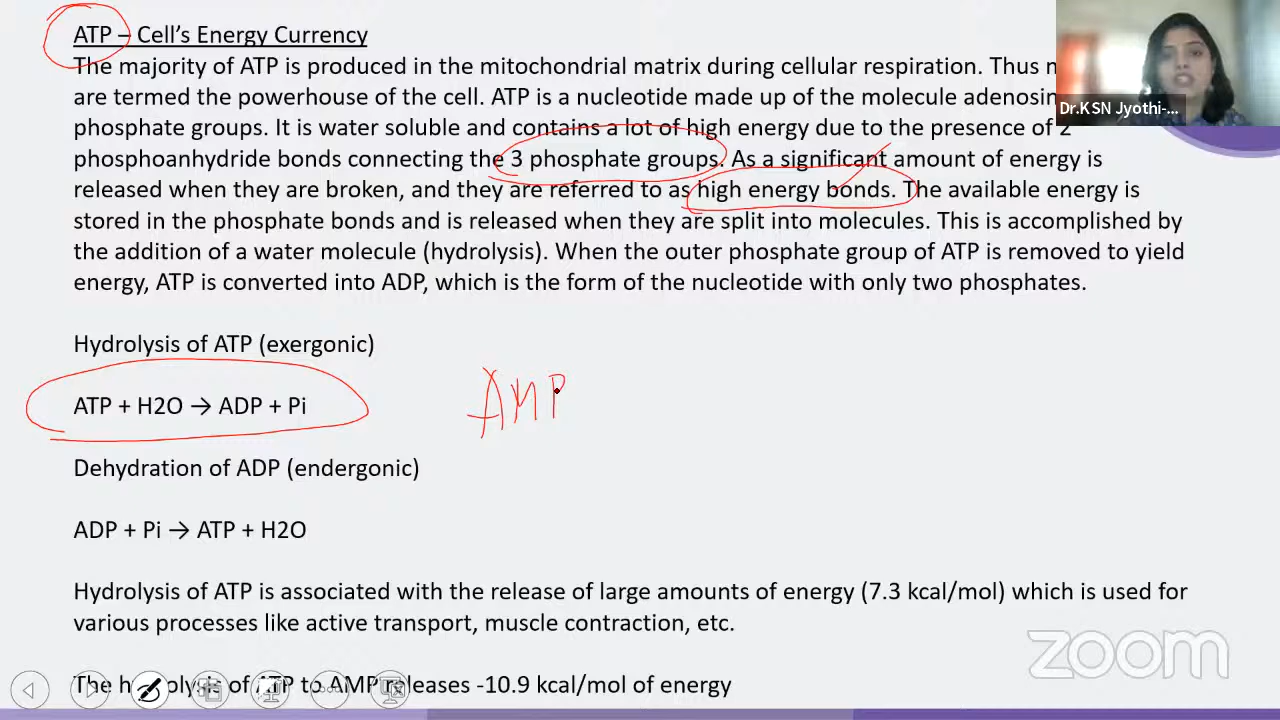 ATP – Cell's Energy Currency
The majority of ATP is produced in the mitochondrial matrix during cellular respiration. Thus
are termed the powerhouse of the cell. ATP is a nucleotide made up of the molecule
phosphate groups. It is water soluble and contains a lot of high energy due to the presence of 2
phosphoanhydride bonds connecting the 3 phosphate groups. As a significant amount of energy is
released when they are broken, and they are referred to as high energy bonds. The available energy is
stored in the phosphate bonds and is released when they are split into molecules. This is accomplished by
the addition of a water molecule (hydrolysis). When the outer phosphate group of ATP is removed to yield
energy, ATP is converted into ADP, which is the form of the nucleotide with only two phosphates.
Hydrolysis of ATP (exergonic)
ATP + H2O → ADP + Pi
AMP
Dehydration of ADP (endergonic)
ADP + Pi → ATP + H2O
Hydrolysis of ATP is associated with the release of large amounts of energy (7.3 kcal/mol) which is used for
various processes like active transport, muscle contraction, etc.
The of ATP to AMP releases -10.9 kcal/mol of energy
Dr.KSN Jyothi-...
zoom